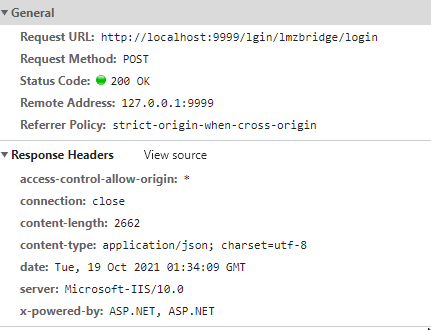 General
Request URL: http://localhost:9999/lgin/lmzbridge/login
Request Method: POST
Status Code: 200 OK
Remote Address: 127.0.0.1:9999
Referrer Policy: strict-origin-when-cross-origin
Response Headers View source
access-control-allow-origin: *
connection: close
content-length: 2662
content-type: application/json; charset=utf-8
date: Tue, 19 Oct 2021 01:34:09 GMT
server: Microsoft-IIS/10.0
x-powered-by: ASP.NET, ASP.NET